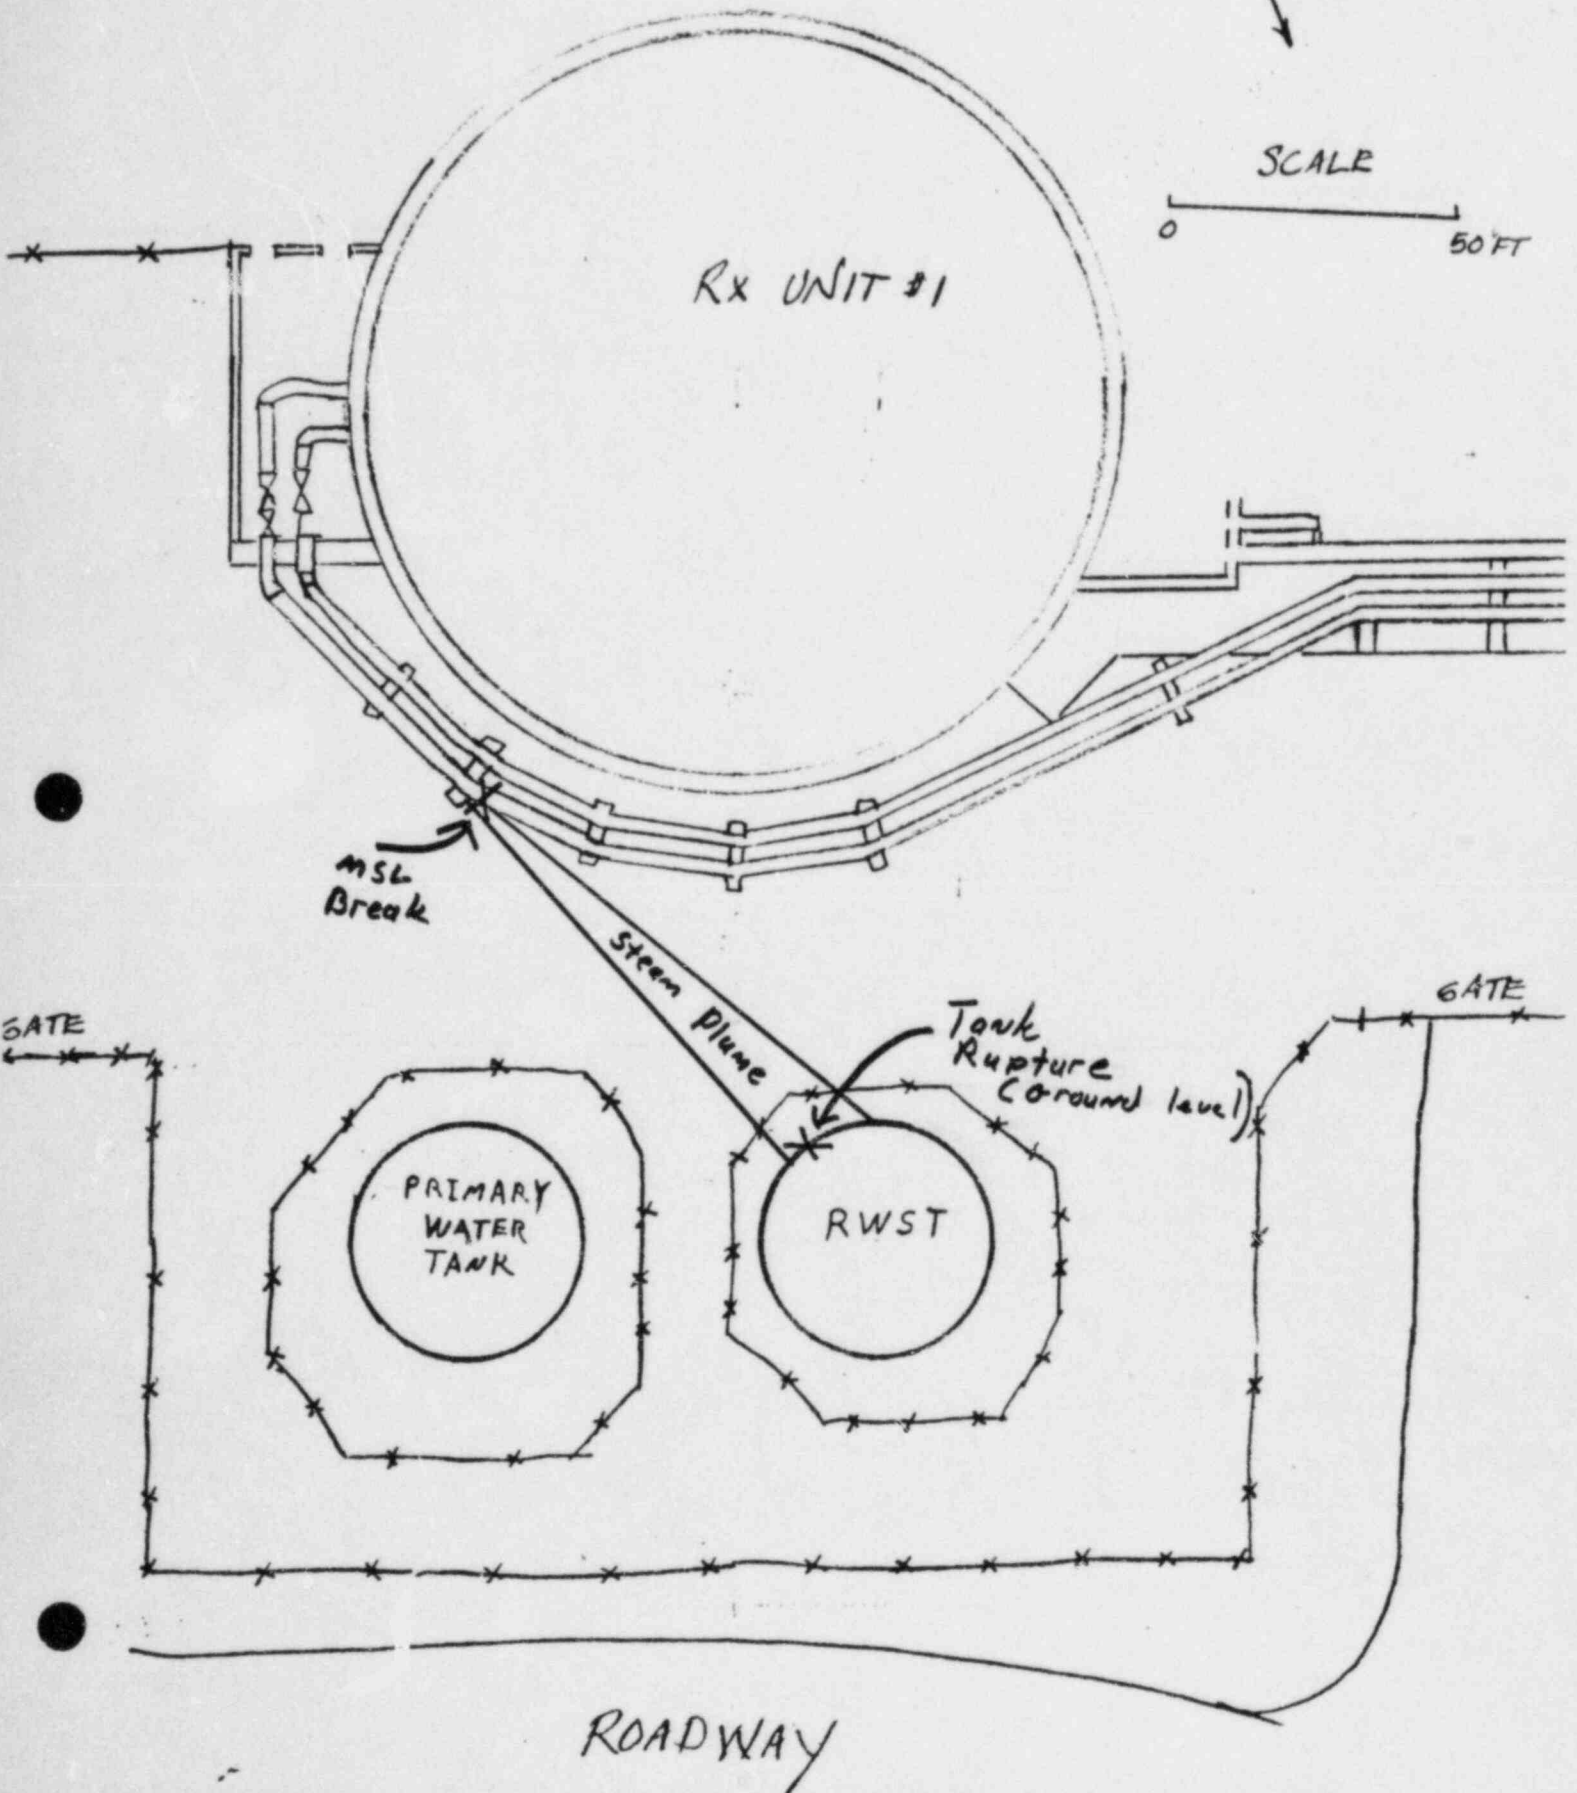 SCALE
0
50 FT
RX UNIT #1
MSL
Break
Steam Plume
Tank
Rupture
(Ground level)
GATE
GATE
PRIMARY
WATER
TANK
RWST
ROADWAY